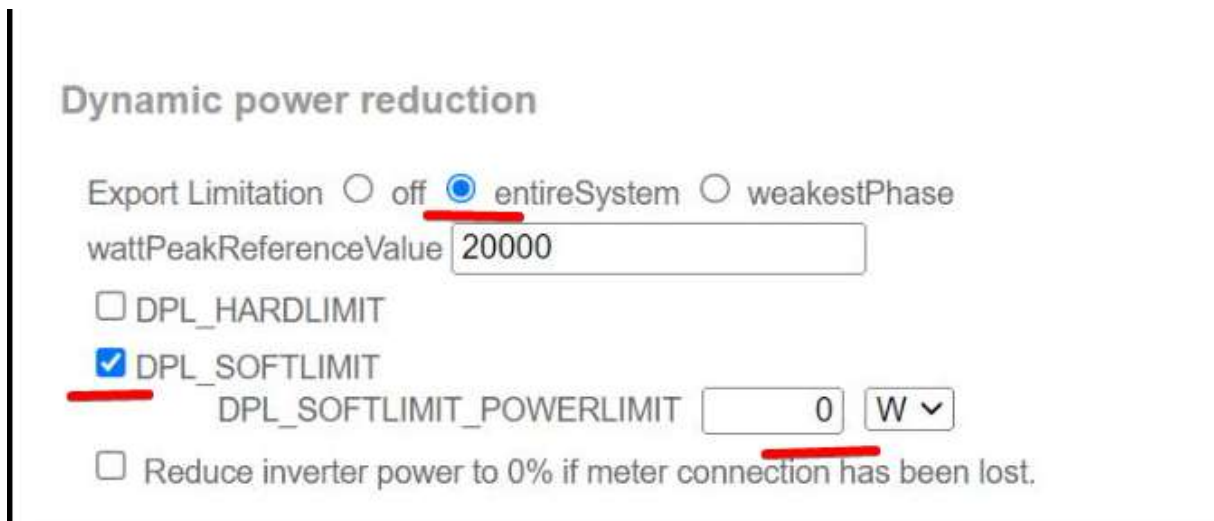 Dynamic power reduction
Export Limitation off entireSystem weakestPhase
wattPeakReferenceValue 20000
DPL_HARDLIMIT
DPL_SOFTLIMIT
DPL_SOFTLIMIT_POWERLIMIT 0 W
Reduce inverter power to 0% if meter connection has been lost.